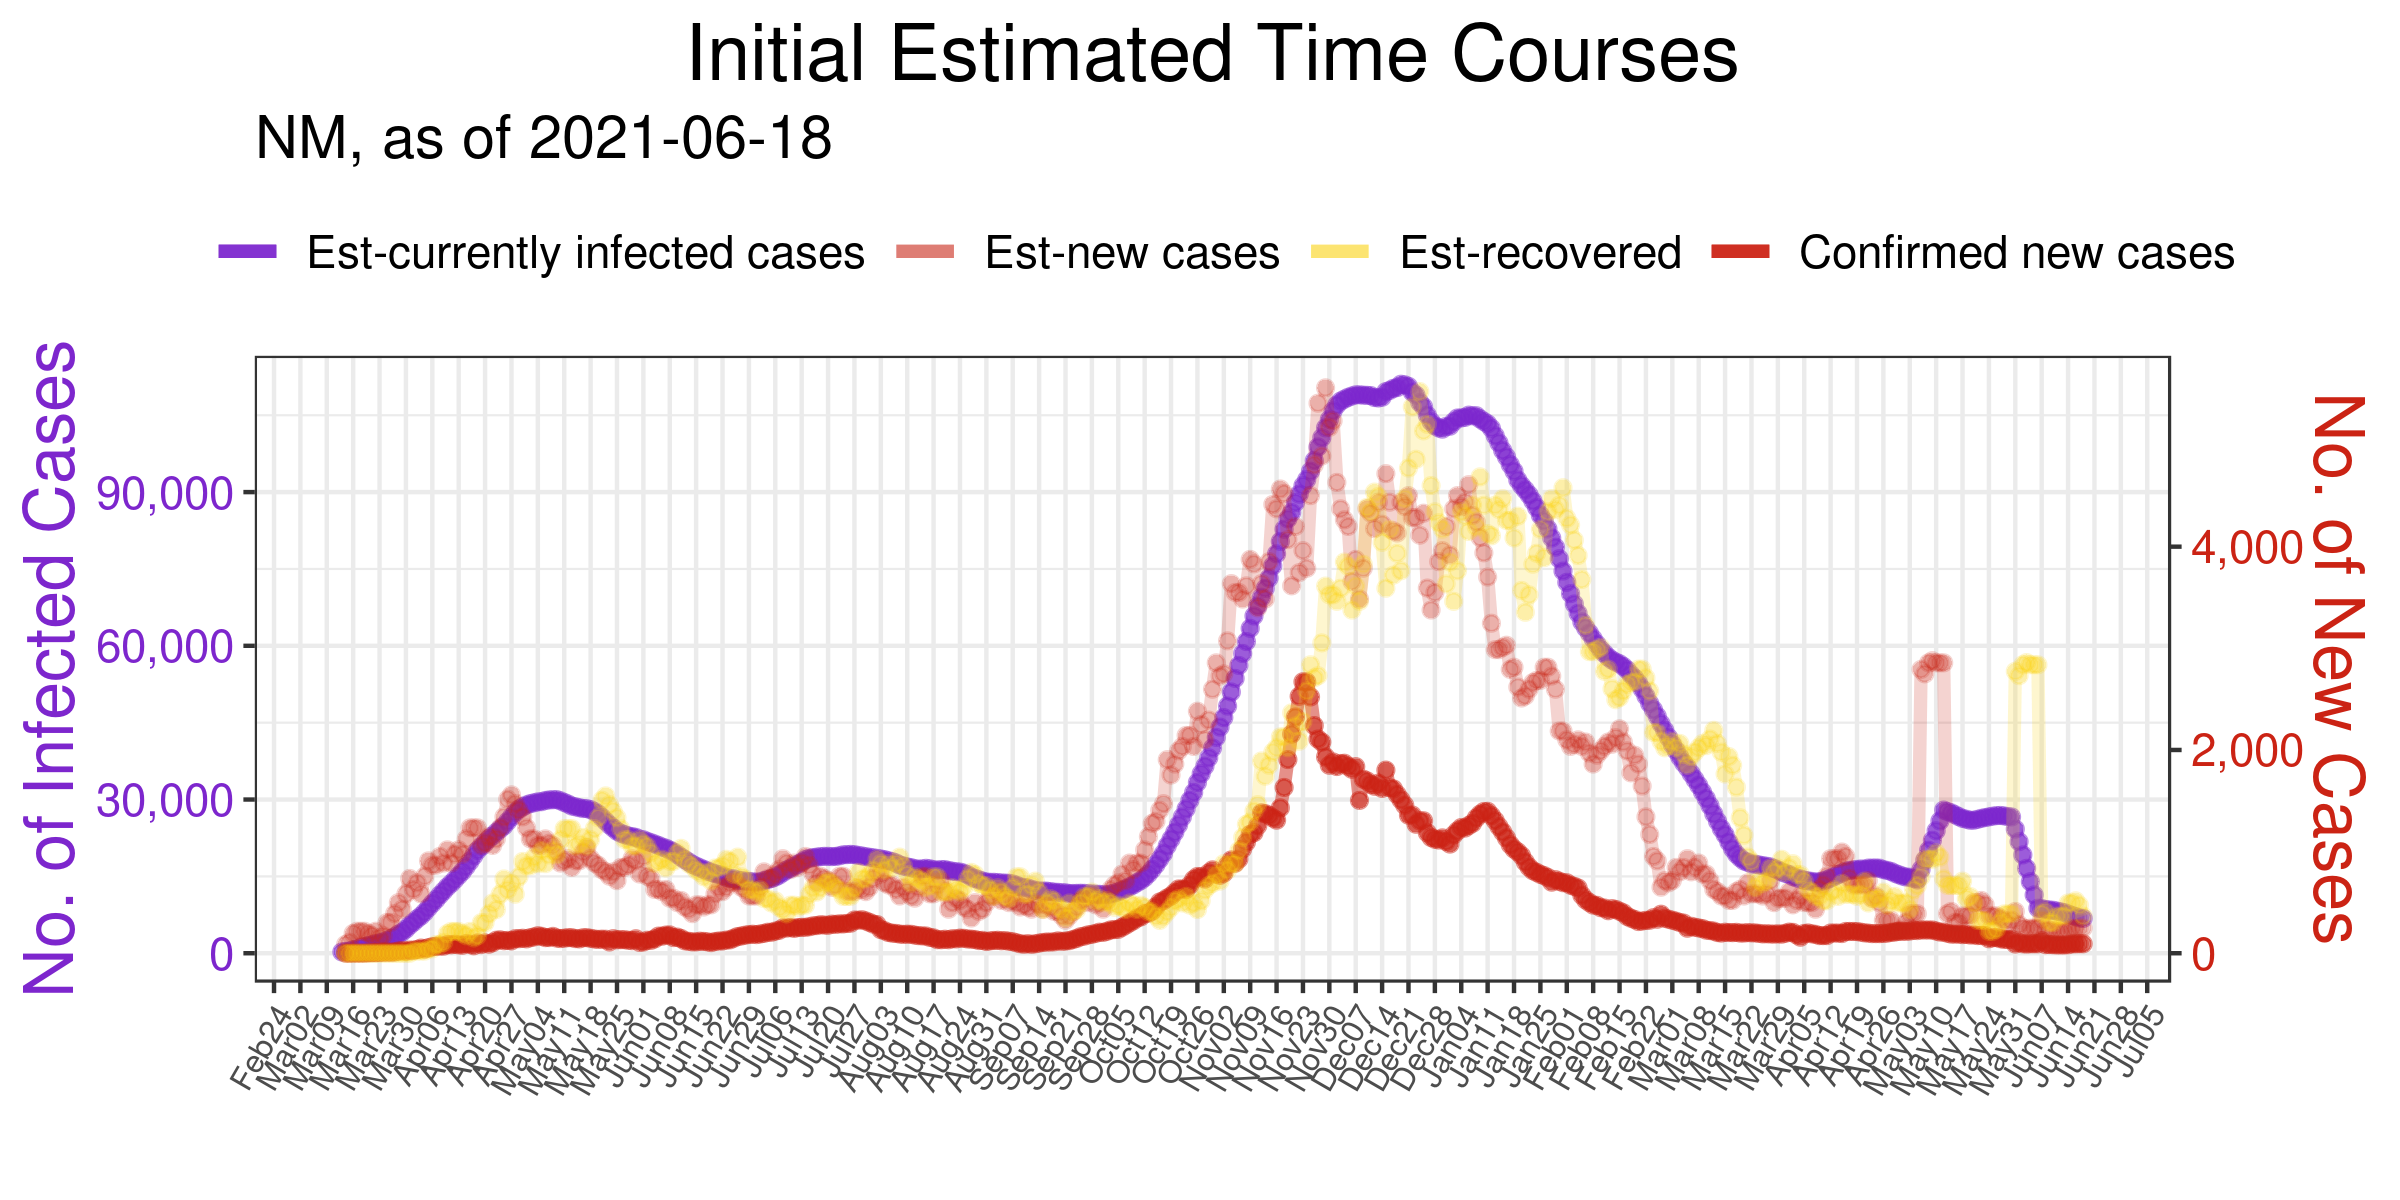 Initial Estimated Time Courses
NM, as of 2021-06-18
Est-currently infected cases Est-new cases Est-recovered Confirmed new cases
No. of Infected Cases
90,000
60,000
30,000
0
4,000
2,000
0
No. of New Cases
Feb24 Mar02 Mar09 Mar16 Mar23 Mar30 Apr06 Apr13 Apr20 Apr27 May04 May11 May18 May25 Jun01 Jun08 Jun15 Jun22 Jun29 Jul06 Jul13 Jul20 Jul27 Aug03 Aug10 Aug17 Aug24 Aug31 Sep07 Sep14 Sep21 Sep28 Oct05 Oct12 Oct19 Oct26 Nov02 Nov09 Nov16 Nov23 Nov30 Dec07 Dec14 Dec21 Dec28 Jan04 Jan11 Jan18 Jan25 Feb01 Feb08 Feb15 Feb22 Mar01 Mar08 Mar15 Mar22 Mar29 Apr05 Apr12 Apr19 Apr26 May03 May10 May17 May24 May31 Jun07 Jun14 Jun21 Jun28 Jul05